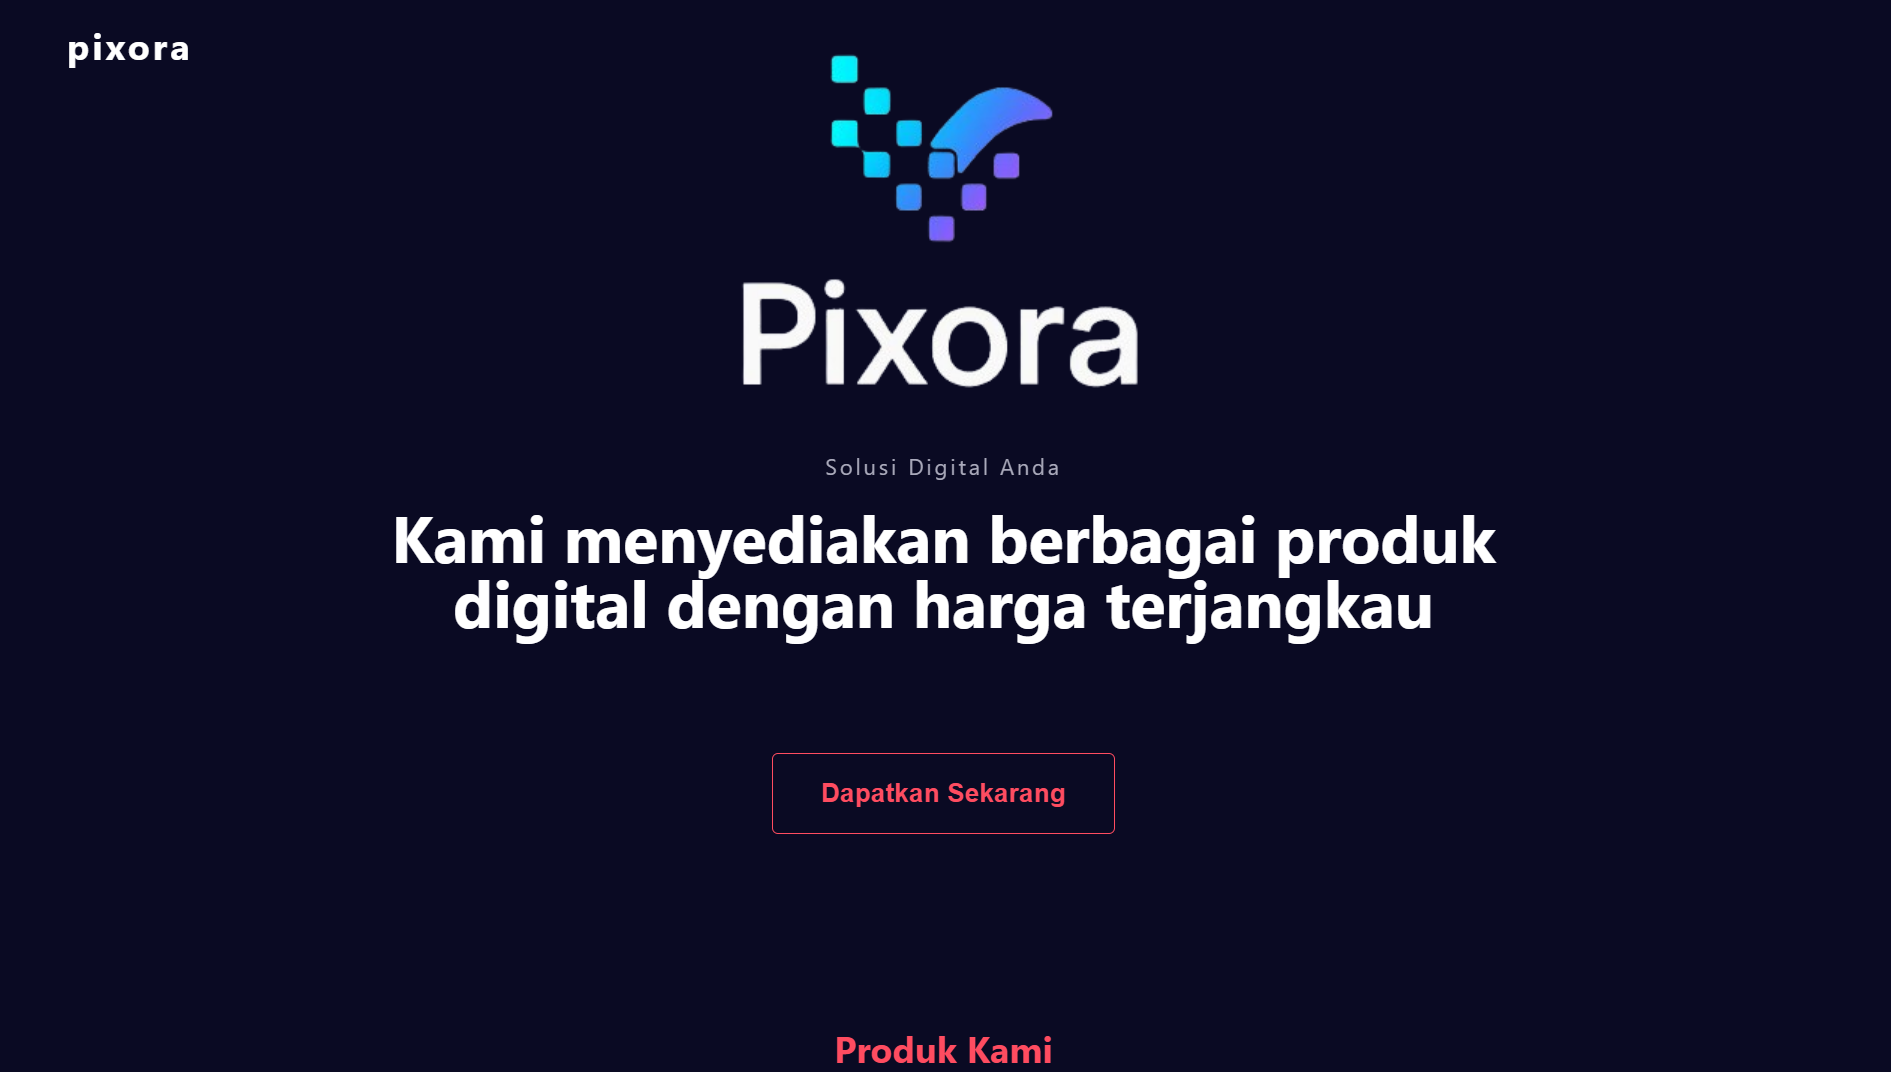 pixora
Pixora
Solusi Digital Anda
Kami menyediakan berbagai produk
digital dengan harga terjangkau
Dapatkan Sekarang
Produk Kami